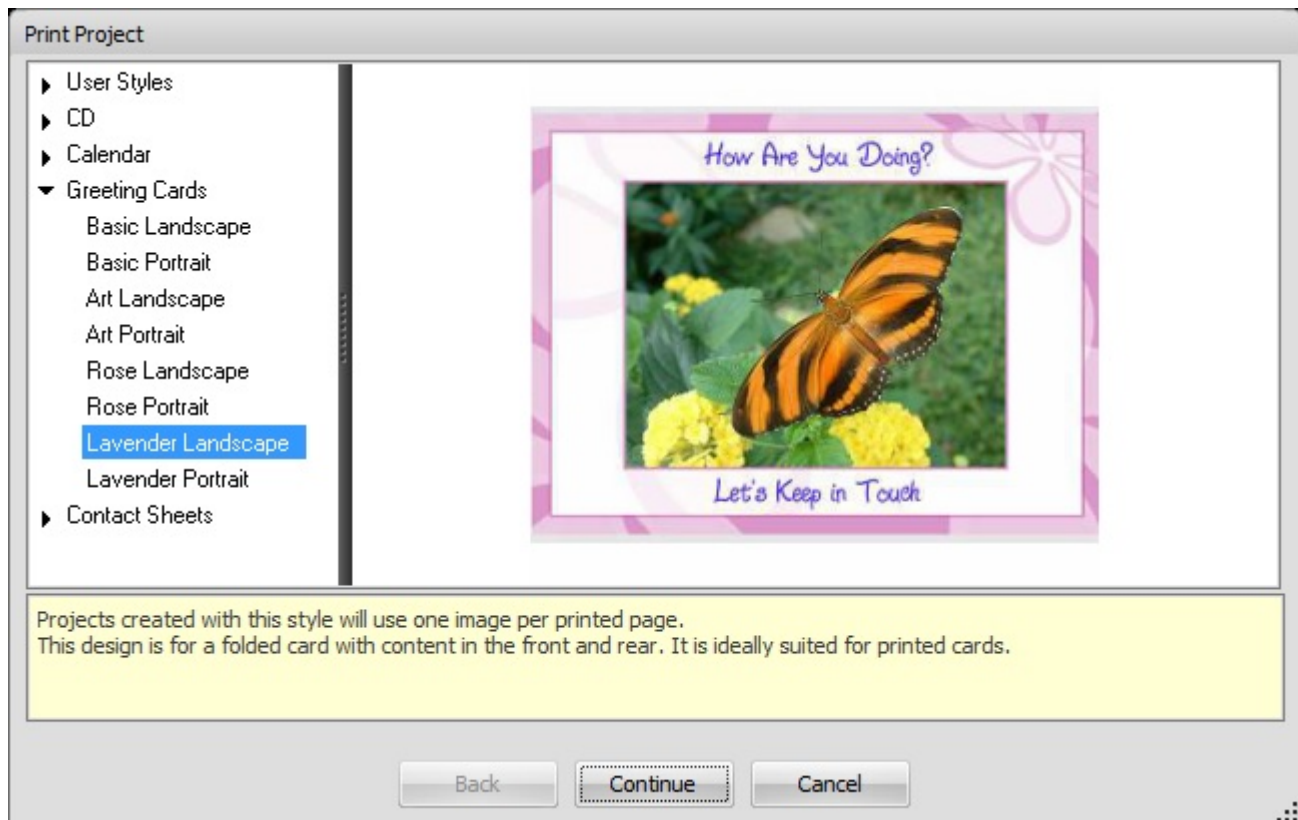 Print Project
User Styles
CD
Calendar
Greeting Cards
Basic Landscape
Basic Portrait
Art Landscape
Art Portrait
Rose Landscape
Rose Portrait
Lavender Landscape
Lavender Portrait
Contact Sheets
How Are You Doing?
Let's Keep in Touch
Projects created with this style will use one image per printed page.
This design is for a folded card with content in the front and rear. It is ideally suited for printed cards.
Back
Continue
Cancel